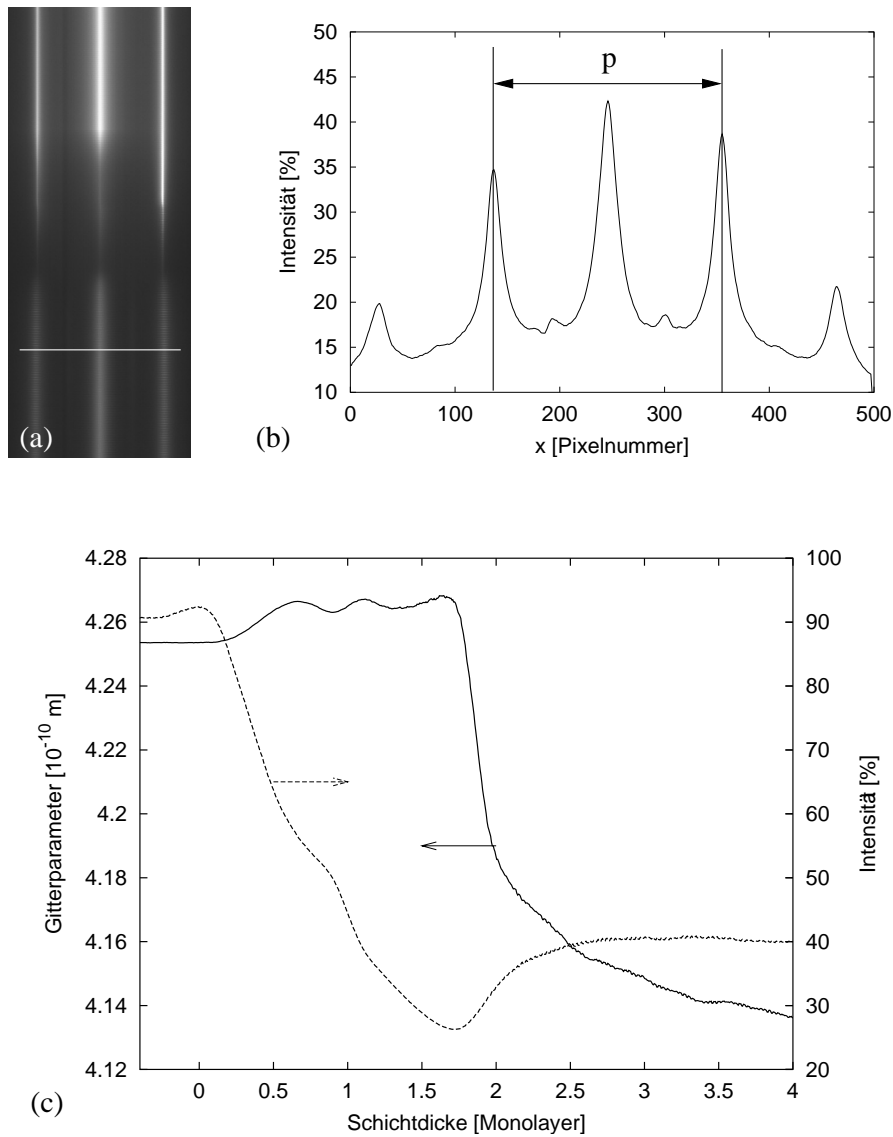 (a)
50
45
40
35
30
25
20
15
10
Intensität [%]
p
0 100 200 300 400 500
x [Pixelnummer]
(b)
4.28
4.26
4.24
4.22
4.2
4.18
4.16
4.14
4.12
Gitterparameter [10⁻¹⁰ m]
100
90
80
70
60
50
40
30
20
Intensitä [%]
0 0.5 1 1.5 2 2.5 3 3.5 4
Schichtdicke [Monolayer]
(c)